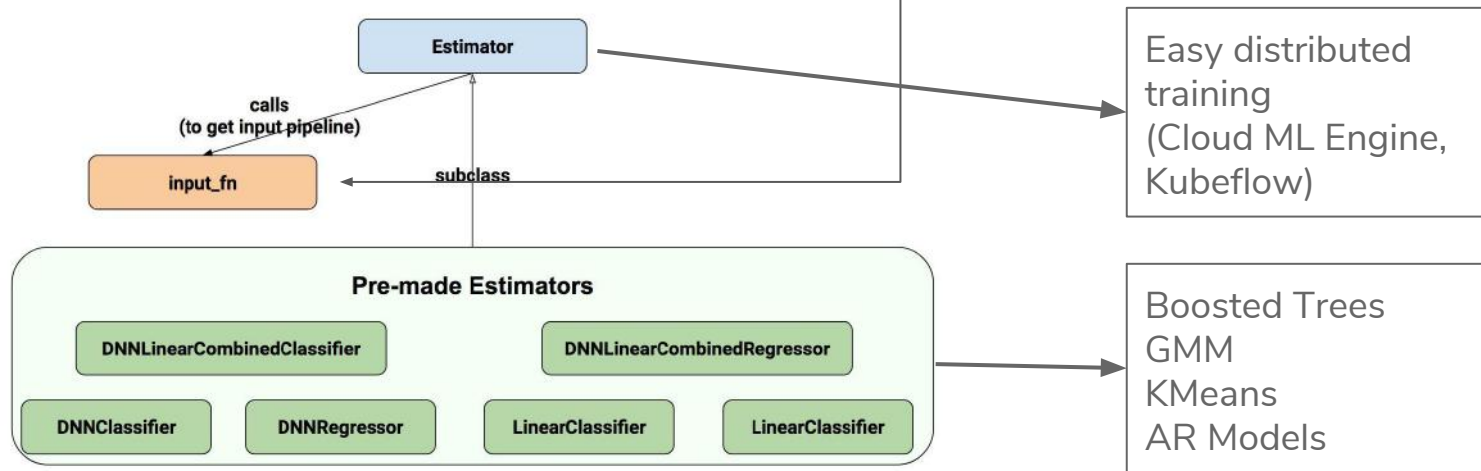 Estimator
calls
(to get input pipeline)
input_fn
subclass
Easy distributed
training
(Cloud ML Engine,
Kubeflow)
Pre-made Estimators
DNNLinearCombinedClassifier
DNNLinearCombinedRegressor
DNNClassifier
DNNRegressor
LinearClassifier
LinearClassifier
Boosted Trees
GMM
KMeans
AR Models